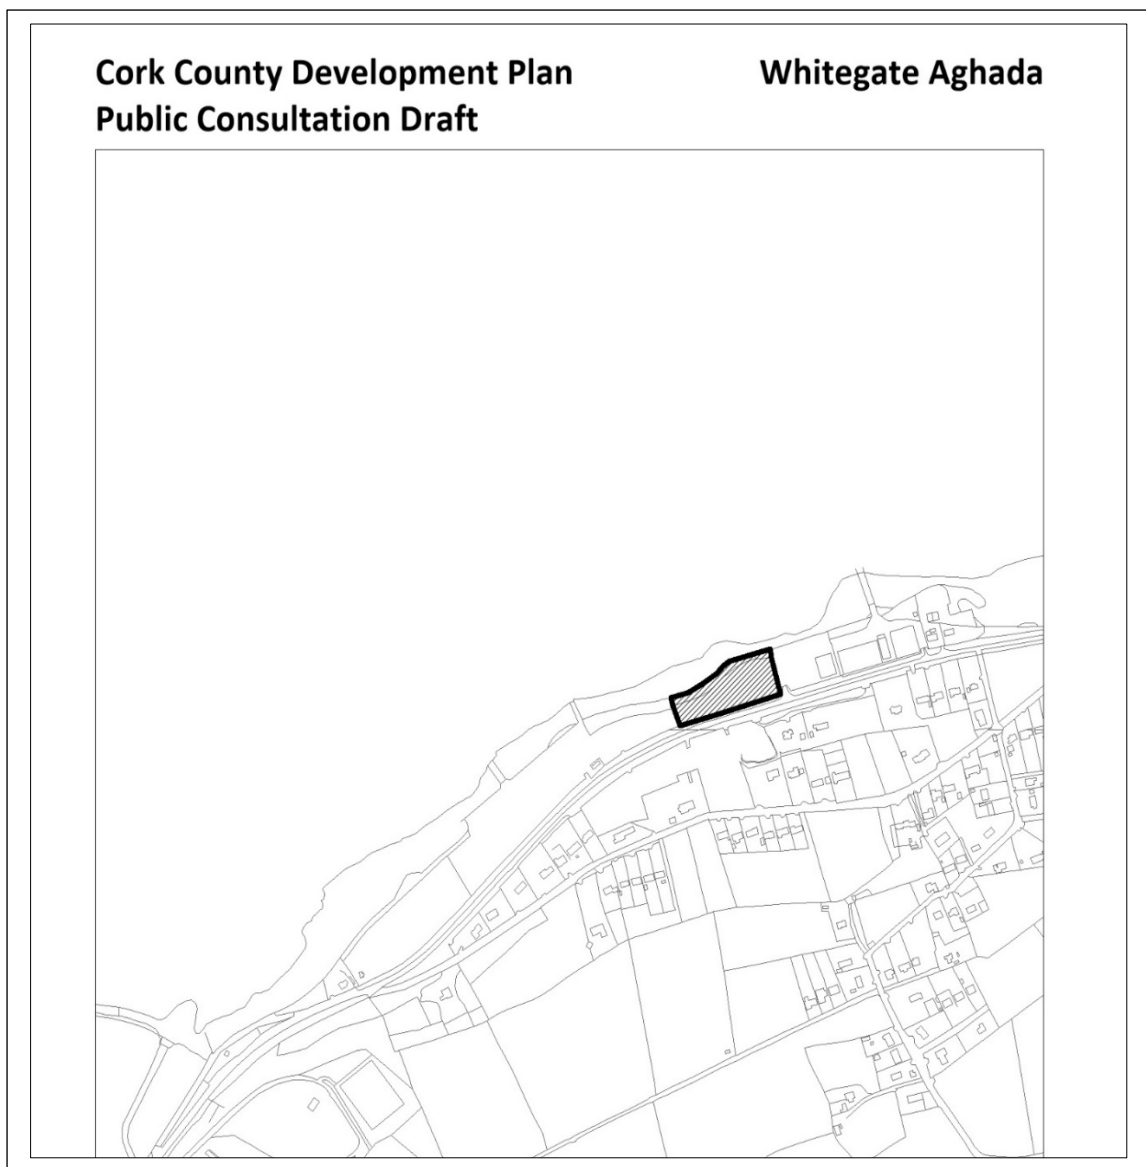 Cork County Development Plan
Public Consultation Draft
Whitegate Aghada